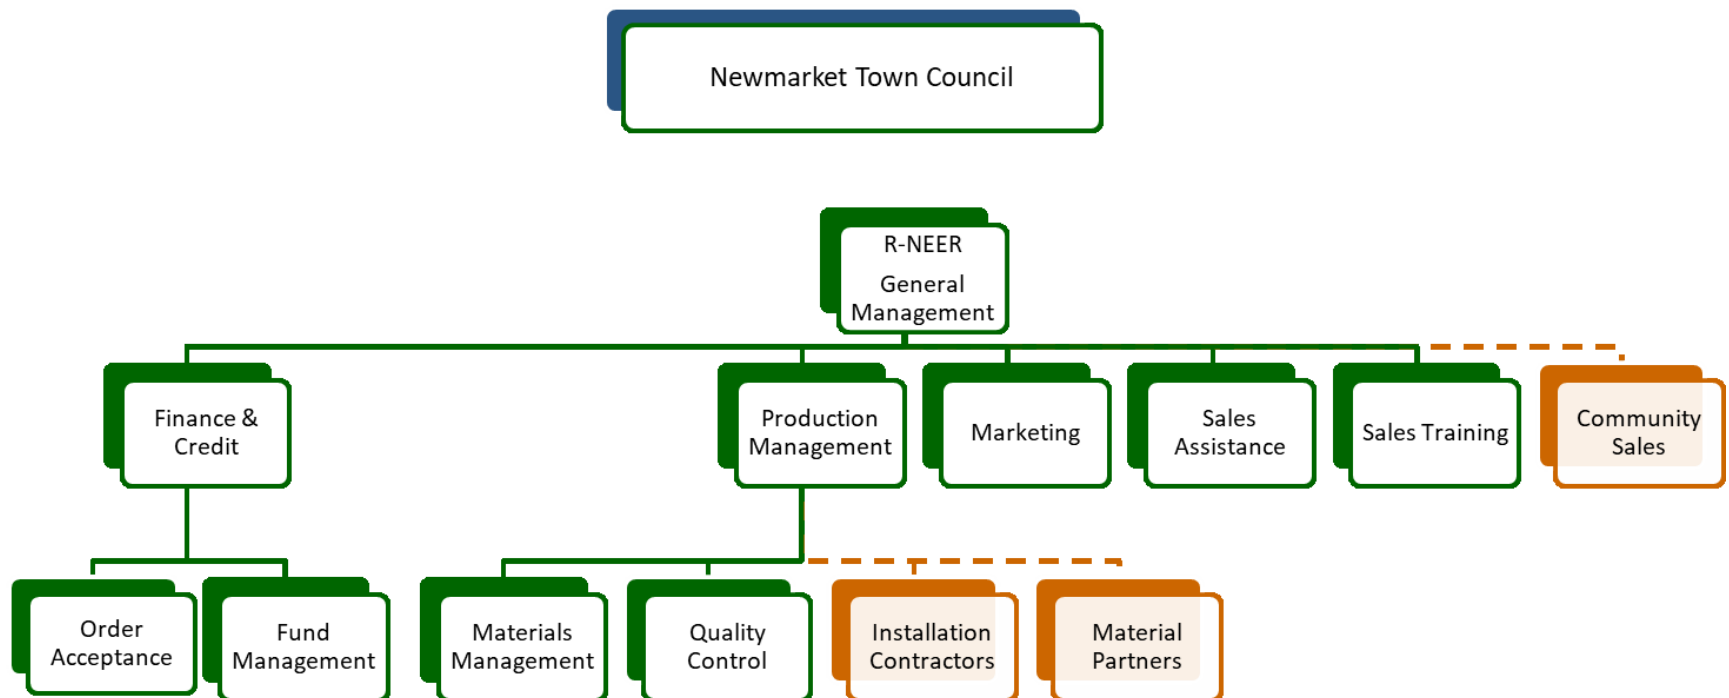 Newmarket Town Council
R-NEER
General
Management
Finance &
Credit
Production
Management
Marketing
Sales
Assistance
Sales Training
Community
Sales
Order
Acceptance
Fund
Management
Materials
Management
Quality
Control
Installation
Contractors
Material
Partners